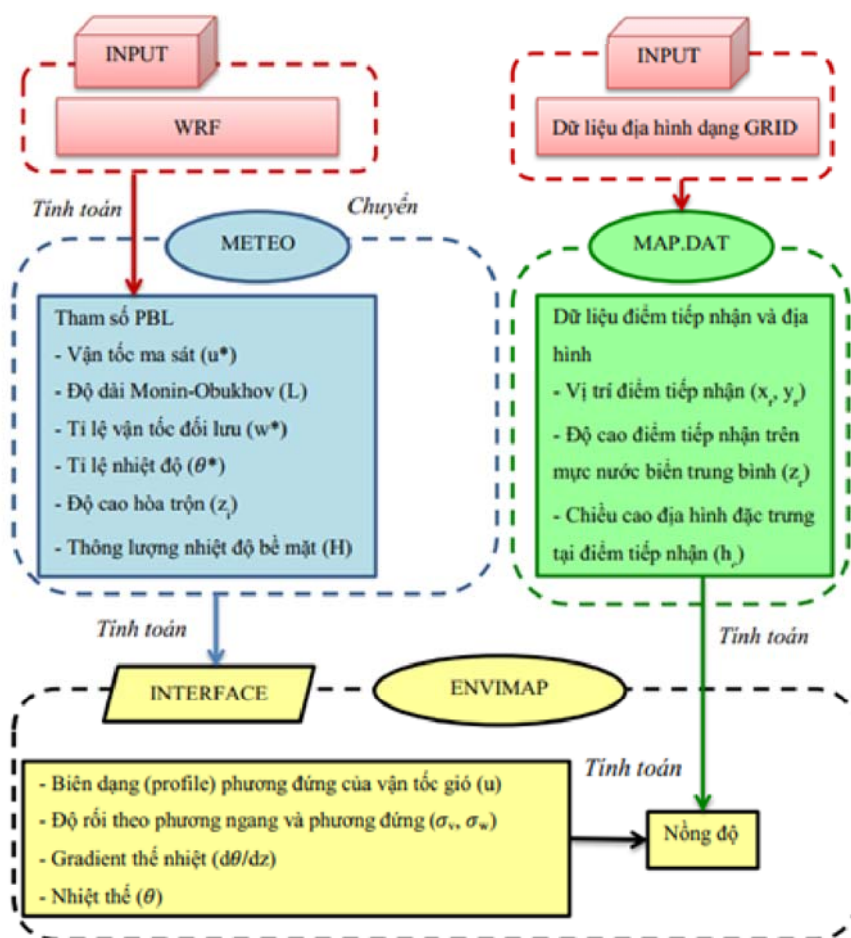 INPUT
WRF
Tính toán
Chuyển
METEO
Tham số PBL
- Vận tốc ma sát (u*)
- Độ dài Monin-Obukhov (L)
- Tỉ lệ vận tốc đối lưu (w*)
- Tỉ lệ nhiệt độ (θ*)
- Độ cao hòa trộn (zᵢ)
- Thông lượng nhiệt độ bề mặt (H)
Tính toán
INPUT
Dữ liệu địa hình dạng GRID
MAP.DAT
Dữ liệu điểm tiếp nhận và địa
hình
- Vị trí điểm tiếp nhận (xᵣ, yᵣ)
- Độ cao điểm tiếp nhận trên
mực nước biển trung bình (zᵣ)
- Chiều cao địa hình đặc trưng
tại điểm tiếp nhận (h꜀)
Tính toán
INTERFACE
ENVIMAP
- Biên dạng (profile) phương đứng của vận tốc gió (u)
- Độ rối theo phương ngang và phương đứng (σᵥ, σw)
- Gradient thế nhiệt (dθ/dz)
- Nhiệt thế (θ)
Tính toán
Nồng độ